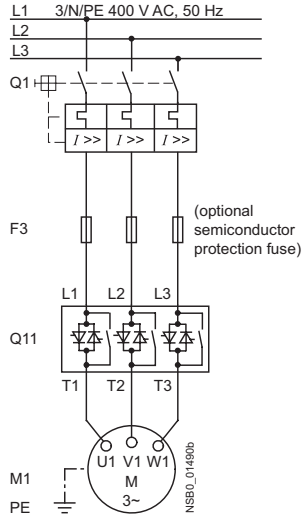 L1 3/N/PE 400 V AC, 50 Hz
L2
L3
Q1
I >> I >> I >>
F3
(optional
semiconductor
protection fuse)
L1 L2 L3
Q11
T1 T2 T3
U1 V1 W1
M
3~
M1
PE
NSB0_01490b